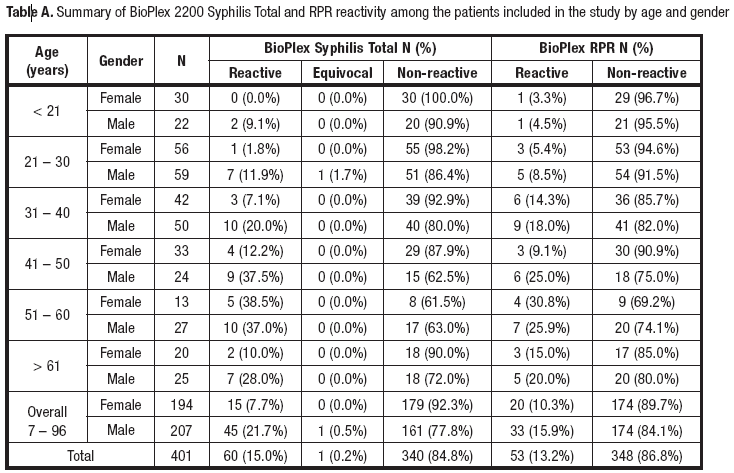 Table A. Summary of BioPlex 2200 Syphilis Total and RPR reactivity among the patients included in the study by age and gender
Age (years) Gender N BioPlex Syphilis Total N (%) BioPlex RPR N (%)
Reactive Equivocal Non-reactive Reactive Non-reactive
< 21 Female 30 0 (0.0%) 0 (0.0%) 30 (100.0%) 1 (3.3%) 29 (96.7%)
Male 22 2 (9.1%) 0 (0.0%) 20 (90.9%) 1 (4.5%) 21 (95.5%)
21 – 30 Female 56 1 (1.8%) 0 (0.0%) 55 (98.2%) 3 (5.4%) 53 (94.6%)
Male 59 7 (11.9%) 1 (1.7%) 51 (86.4%) 5 (8.5%) 54 (91.5%)
31 – 40 Female 42 3 (7.1%) 0 (0.0%) 39 (92.9%) 6 (14.3%) 36 (85.7%)
Male 50 10 (20.0%) 0 (0.0%) 40 (80.0%) 9 (18.0%) 41 (82.0%)
41 – 50 Female 33 4 (12.2%) 0 (0.0%) 29 (87.9%) 3 (9.1%) 30 (90.9%)
Male 24 9 (37.5%) 0 (0.0%) 15 (62.5%) 6 (25.0%) 18 (75.0%)
51 – 60 Female 13 5 (38.5%) 0 (0.0%) 8 (61.5%) 4 (30.8%) 9 (69.2%)
Male 27 10 (37.0%) 0 (0.0%) 17 (63.0%) 7 (25.9%) 20 (74.1%)
> 61 Female 20 2 (10.0%) 0 (0.0%) 18 (90.0%) 3 (15.0%) 17 (85.0%)
Male 25 7 (28.0%) 0 (0.0%) 18 (72.0%) 5 (20.0%) 20 (80.0%)
Overall 7 – 96 Female 194 15 (7.7%) 0 (0.0%) 179 (92.3%) 20 (10.3%) 174 (89.7%)
Male 207 45 (21.7%) 1 (0.5%) 161 (77.8%) 33 (15.9%) 174 (84.1%)
Total 401 60 (15.0%) 1 (0.2%) 340 (84.8%) 53 (13.2%) 348 (86.8%)